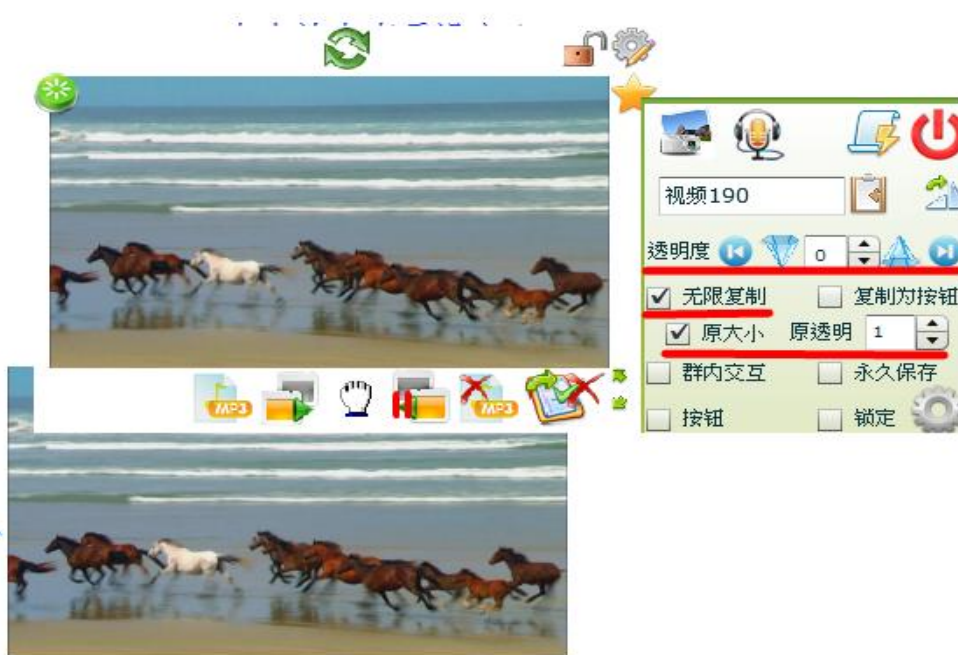 视频190
透明度 0
无限复制 复制为按钮
原大小 原透明 1
群内交互 永久保存
MP3 MP3
按钮 锁定